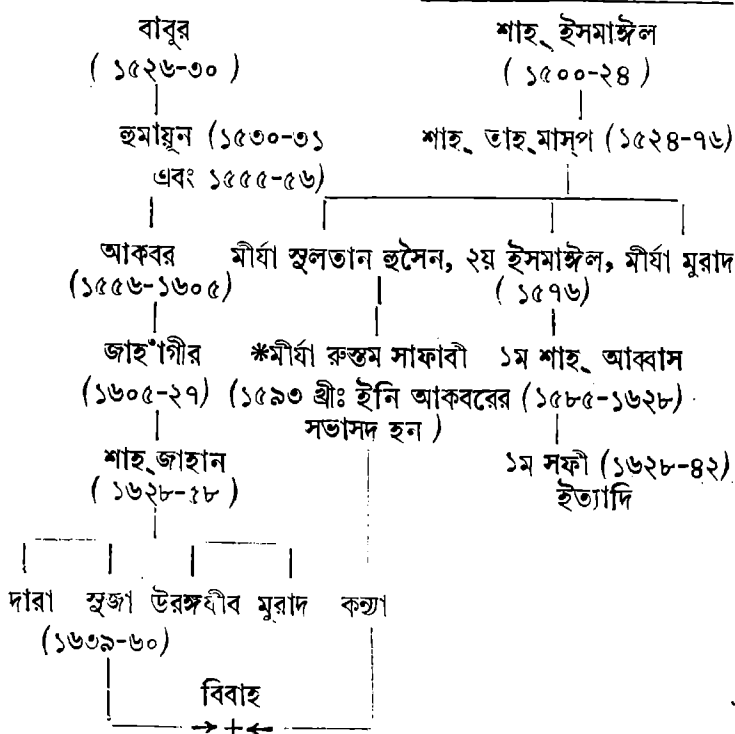 বাবুর শাহ্ ইসমাঈল
( ১৫২৬-৩০ ) ( ১৫০০-২৪ )
হুমায়ূন (১৫৩০-৩১ শাহ্ তাহ্মাস্প (১৫২৪-৭৬)
এবং ১৫৫৫-৫৬)
আকবর মীর্যা সুলতান হুসৈন, ২য় ইসমাঈল, মীর্যা মুরাদ
(১৫৫৬-১৬০৫) ( ১৫৭৬ )
জাহাঁগীর *মীর্যা রুস্তম সাফাবী ১ম শাহ্ আব্বাস
(১৬০৫-২৭) (১৫৯৩ খ্রীঃ ইনি আকবরের ( ১৫৮৫-১৬২৮)
সভাসদ হন )
শাহ্জাহান ১ম সফী (১৬২৮-৪২)
( ১৬২৮-৫৮ ) ইত্যাদি
দারা সুজা উরঙ্গযীব মুরাদ কন্যা
(১৬৩৯-৬০)
বিবাহ